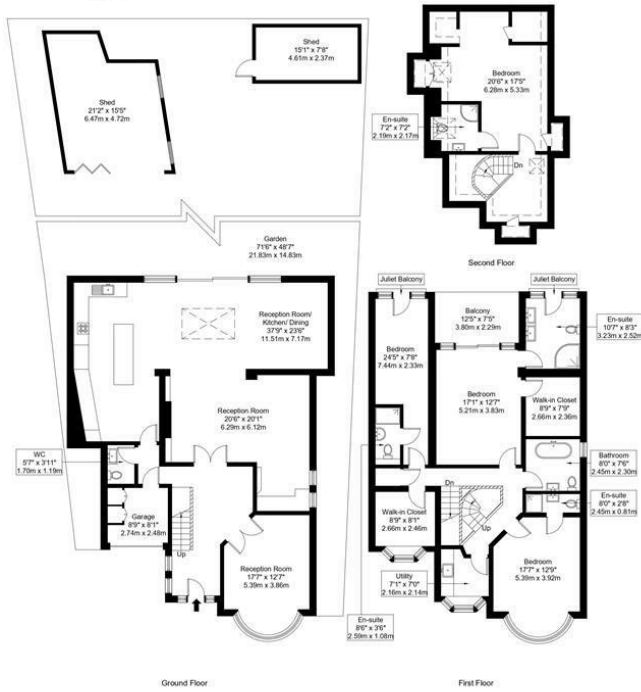 Shed
15'1" x 7'8"
4.61m x 2.37m
Shed
21'2" x 15'5"
6.47m x 4.72m
Bedroom
20'6" x 17'5"
6.28m x 5.33m
En-suite
7'2" x 7'2"
2.19m x 2.17m
Dn
Second Floor
Garden
71'6" x 48'7"
21.83m x 14.83m
Reception Room/
Kitchen/ Dining
37'9" x 23'6"
11.51m x 7.17m
Reception Room
20'6" x 20'1"
6.29m x 6.12m
WC
5'7" x 3'11"
1.70m x 1.19m
Garage
8'9" x 8'1"
2.74m x 2.48m
Up
Reception Room
17'7" x 12'7"
5.39m x 3.86m
Ground Floor
Juliet Balcony
Juliet Balcony
Balcony
12'5" x 7'5"
3.80m x 2.29m
En-suite
10'7" x 8'3"
3.23m x 2.52m
Bedroom
24'5" x 7'8"
7.44m x 2.33m
Bedroom
17'1" x 12'7"
5.21m x 3.83m
Walk-in Closet
8'9" x 7'9"
2.66m x 2.36m
Bathroom
8'0" x 7'6"
2.45m x 2.30m
En-suite
8'0" x 2'8"
2.45m x 0.81m
Dn
Up
Walk-in Closet
8'9" x 8'1"
2.66m x 2.46m
Utility
7'1" x 7'0"
2.16m x 2.14m
Bedroom
17'7" x 12'9"
5.39m x 3.92m
En-suite
8'6" x 3'6"
2.59m x 1.08m
First Floor